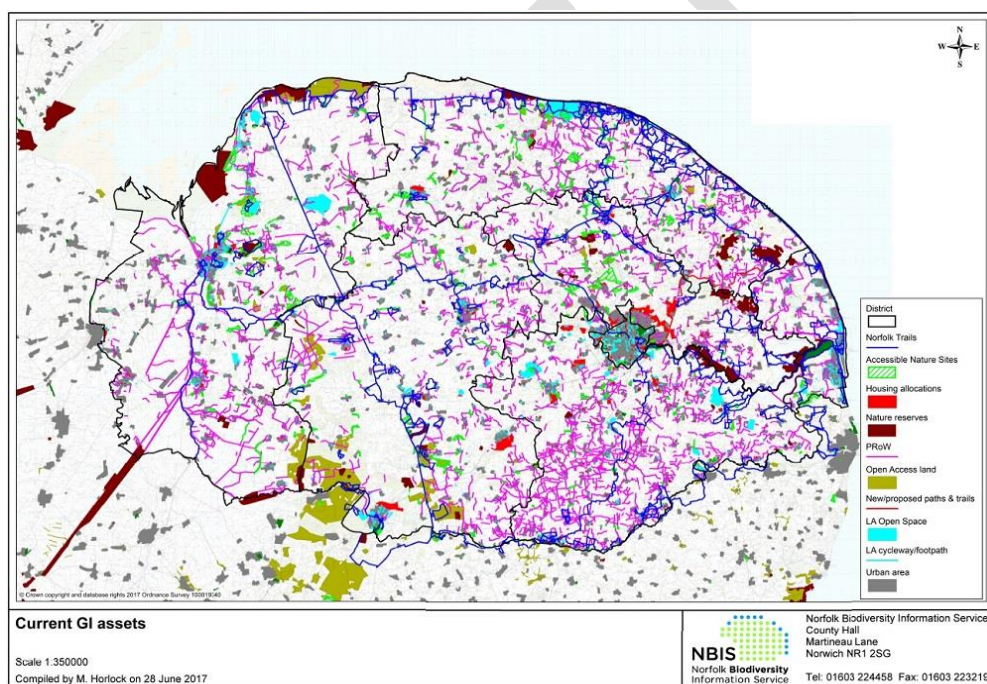 N
W E
S
District
Norfolk Trails
Accessible Nature Sites
Housing allocations
Nature reserves
PRoW
Open Access land
New/proposed paths & trails
LA Open Space
LA cycleway/footpath
Urban area
© Crown copyright and database rights 2017 Ordnance Survey 100019340
Current GI assets
Scale 1:350000
Compiled by M. Horlock on 28 June 2017
NBIS
Norfolk Biodiversity
Information Service
Norfolk Biodiversity Information Service
County Hall
Martineau Lane
Norwich NR1 2SG
Tel: 01603 224458 Fax: 01603 223219